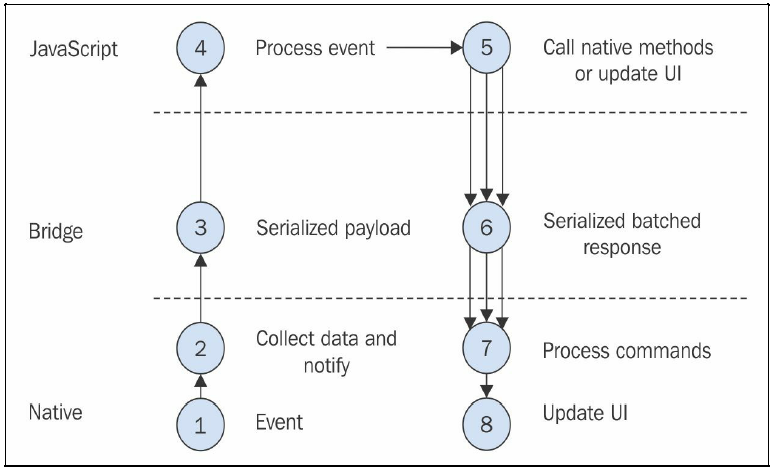 JavaScript
4
Process event
5
Call native methods
or update UI
Bridge
3
Serialized payload
6
Serialized batched
response
2
Collect data and
notify
7
Process commands
Native
1
Event
8
Update UI